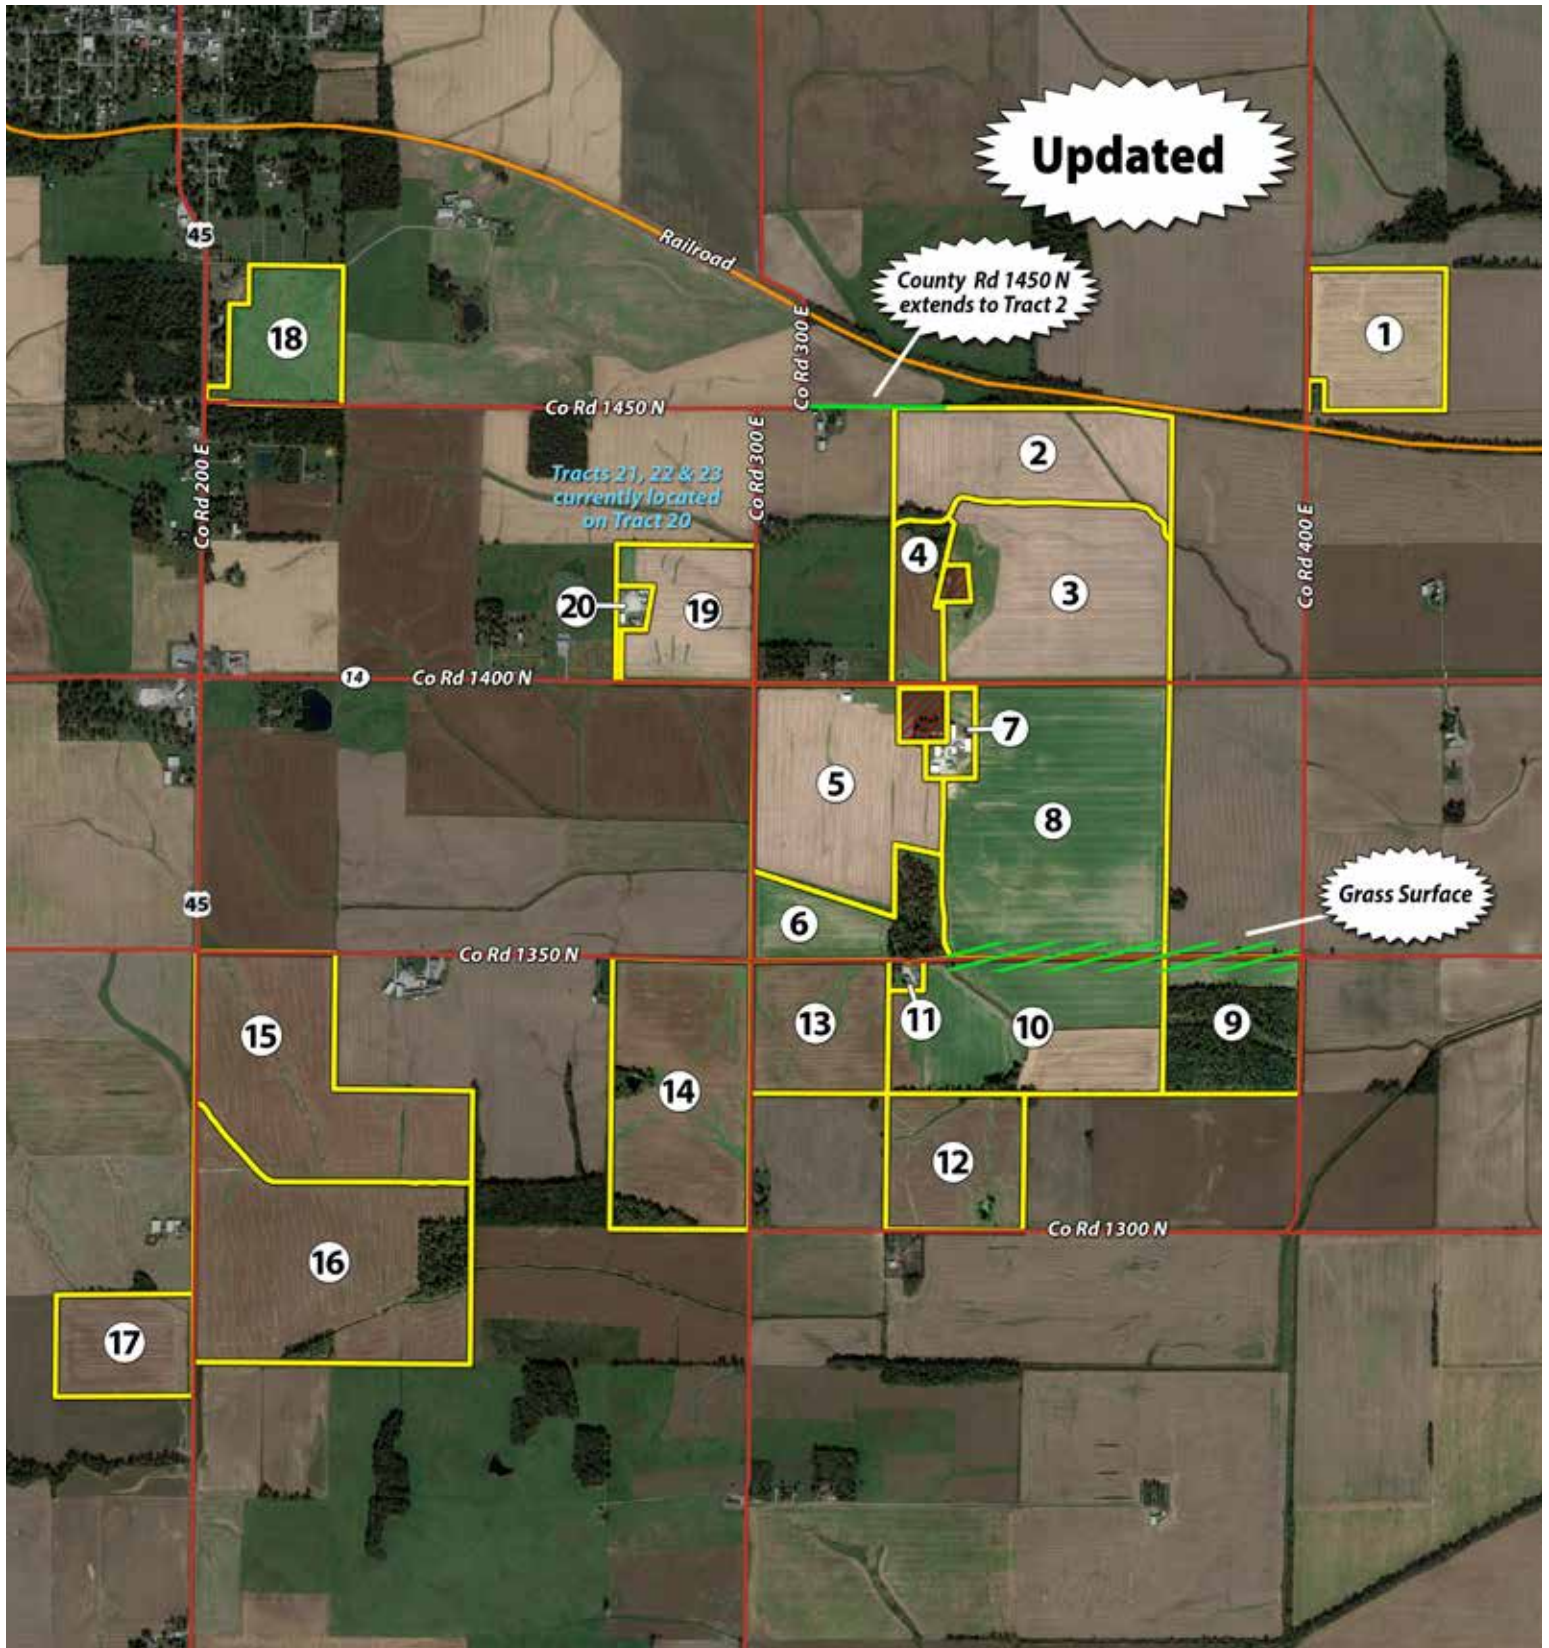 Updated
45
Railroad
County Rd 1450 N
extends to Tract 2
1
18
Co Rd 300 E
Co Rd 1450 N
2
Co Rd 200 E
Tracts 21, 22 & 23
currently located
on Tract 20
Co Rd 300 E
Co Rd 400 E
4
3
20
19
14
Co Rd 1400 N
7
5
8
45
6
Grass Surface
Co Rd 1350 N
15
13
11
10
9
14
12
Co Rd 1300 N
16
17